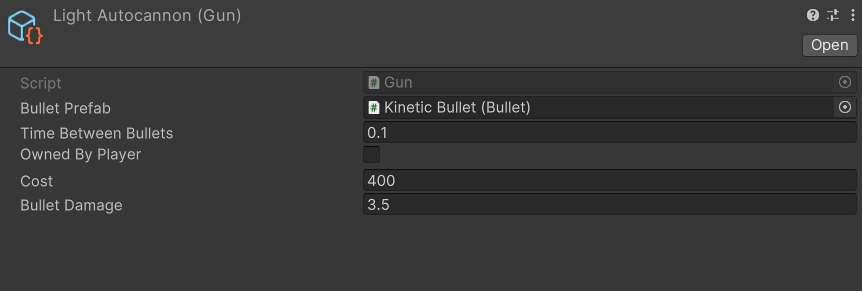 Light Autocannon (Gun)
Open
Script Gun
Bullet Prefab Kinetic Bullet (Bullet)
Time Between Bullets 0.1
Owned By Player
Cost 400
Bullet Damage 3.5